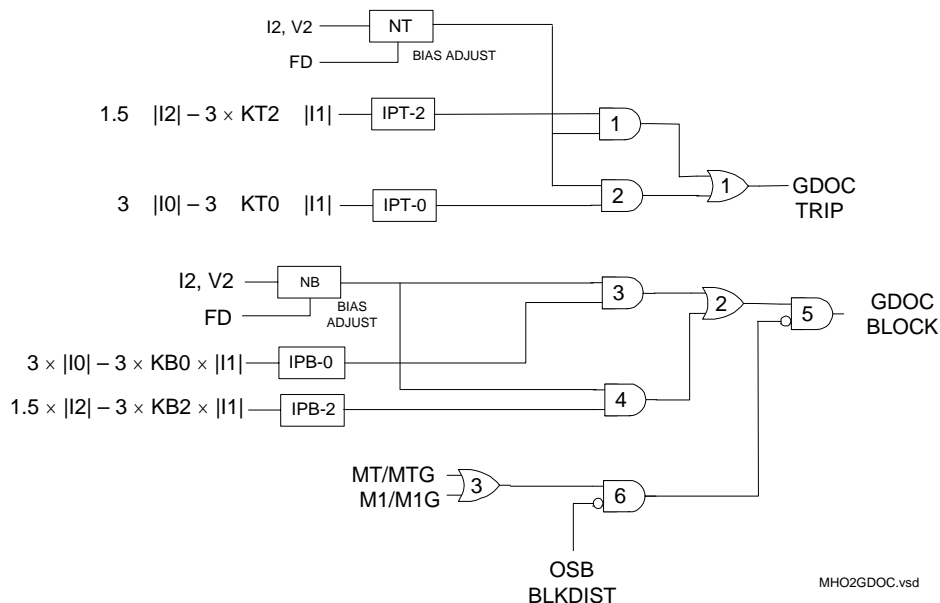 I2, V2
NT
FD
BIAS ADJUST
1.5 |I2| – 3 × KT2 |I1|
IPT-2
1
3 |I0| – 3 KT0 |I1|
IPT-0
2
1
GDOC
TRIP
I2, V2
NB
FD
BIAS
ADJUST
3
2
5
GDOC
BLOCK
3 × |I0| – 3 × KB0 × |I1|
IPB-0
1.5 × |I2| – 3 × KB2 × |I1|
IPB-2
4
MT/MTG
M1/M1G
3
6
OSB
BLKDIST
MHO2GDOC.vsd